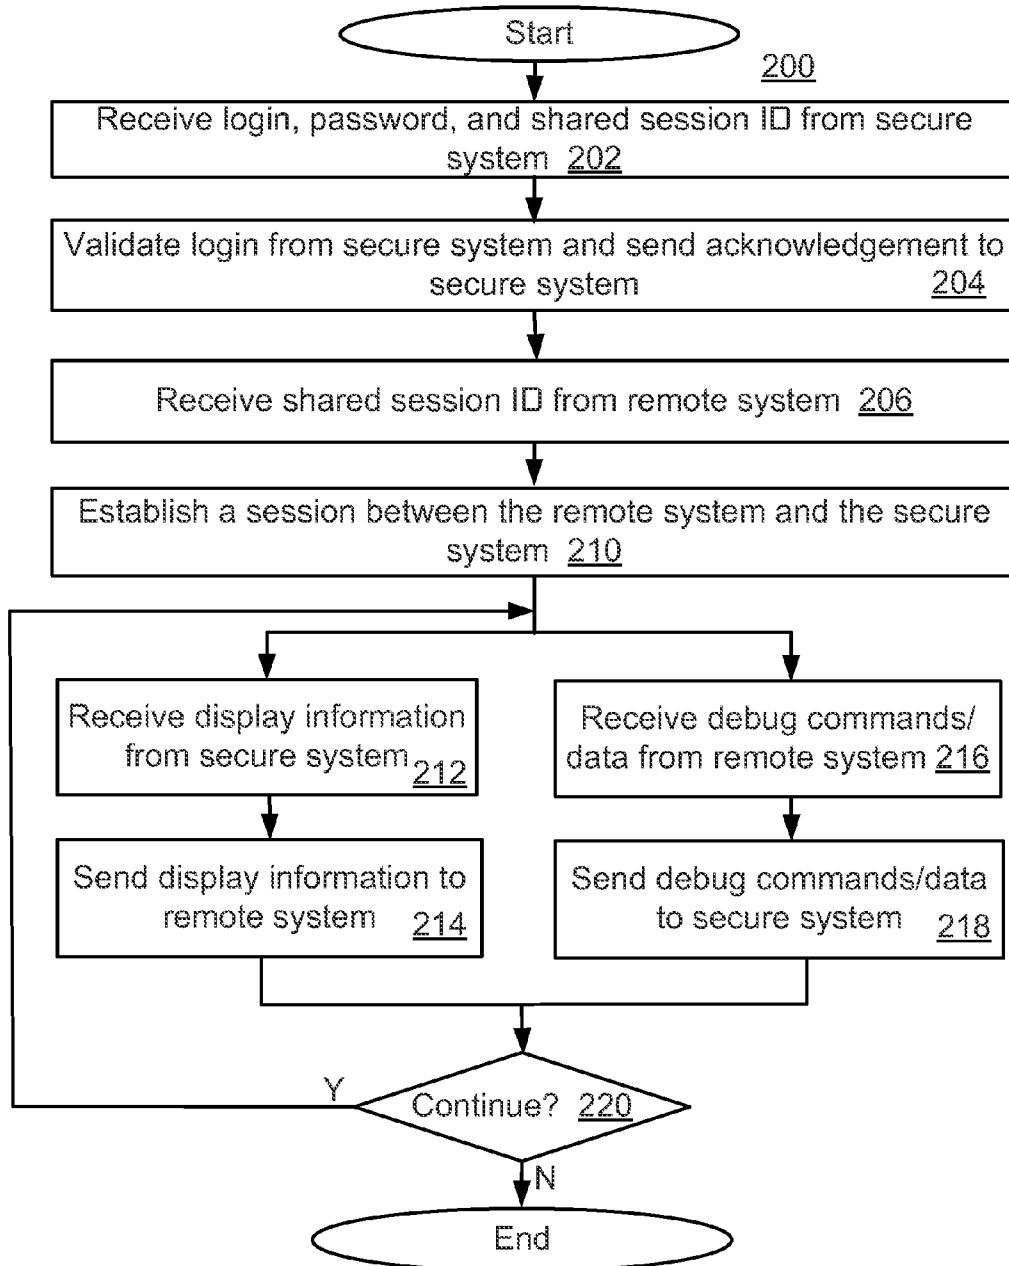 Start
200
Receive login, password, and shared session ID from secure
system 202
Validate login from secure system and send acknowledgement to
secure system 204
Receive shared session ID from remote system 206
Establish a session between the remote system and the secure
system 210
Receive display information
from secure system 212
Send display information to
remote system 214
Receive debug commands/
data from remote system 216
Send debug commands/data
to secure system 218
Y
Continue? 220
N
End